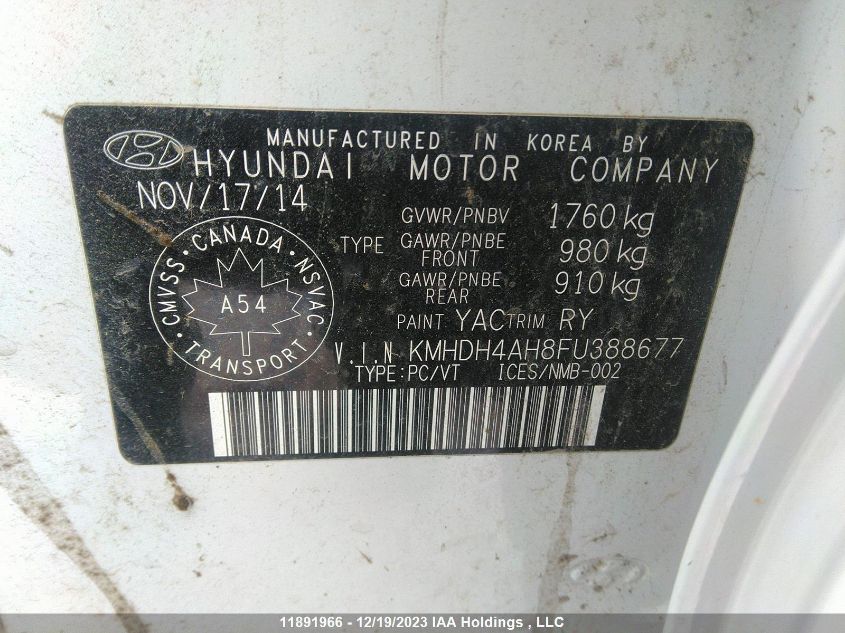 MANUFACTURED IN KOREA BY
HYUNDAI MOTOR COMPANY
NOV/17/14
GVWR/PNBV 1760 kg
TYPE GAWR/PNBE FRONT 980 kg
GAWR/PNBE REAR 910 kg
PAINT YAC TRIM RY
CMVSS · CANADA · NSVAC
A54
TRANSPORT
V.I.N KMHDH4AH8FU388677
TYPE:PC/VT ICES/NMB-002
11891966 - 12/19/2023 IAA Holdings , LLC